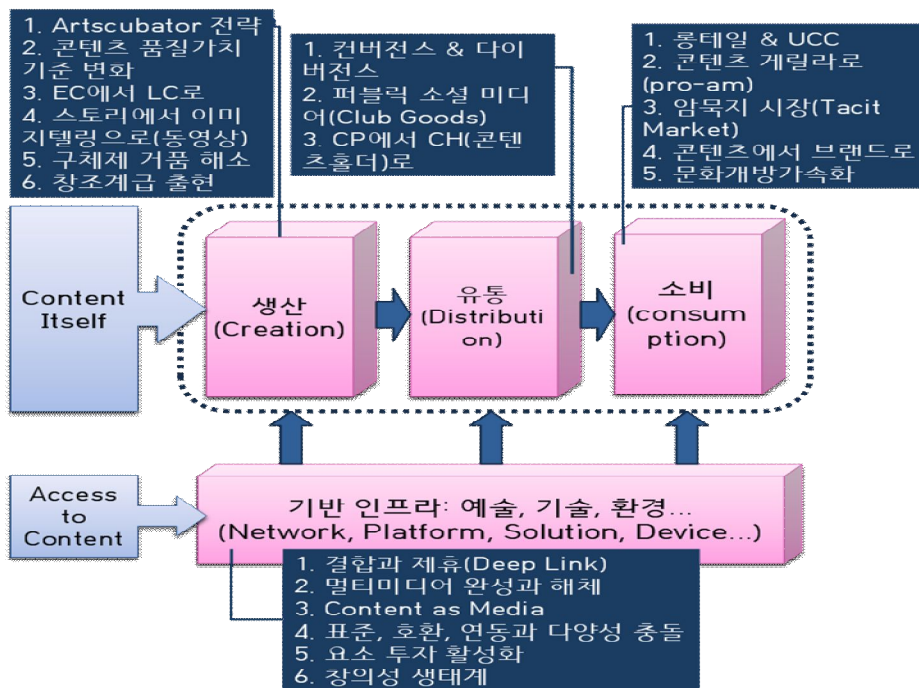 1. Artscubator 전략
2. 콘텐츠 품질가치
기준 변화
3. EC에서 LC로
4. 스토리에서 이미
지텔링으로(동영상)
5. 구체제 거품 해소
6. 창조계급 출현
1. 컨버전스 & 다이
버전스
2. 퍼블릭 소셜 미디
어(Club Goods)
3. CP에서 CH(콘텐
츠홀더)로
1. 롱테일 & UCC
2. 콘텐츠 게릴라로
(pro-am)
3. 암묵지 시장(Tacit
Market)
4. 콘텐츠에서 브랜드로
5. 문화개방가속화
Content
Itself
생산
(Creation)
유통
(Distributi
on)
소비
(consum
ption)
Access
to
Content
기반 인프라: 예술, 기술, 환경...
(Network, Platform, Solution, Device...)
1. 결합과 제휴(Deep Link)
2. 멀티미디어 완성과 해체
3. Content as Media
4. 표준, 호환, 연동과 다양성 충돌
5. 요소 투자 활성화
6. 창의성 생태계